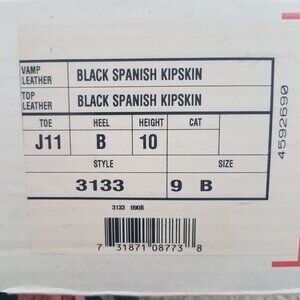 VAMP LEATHER BLACK SPANISH KIPSKIN
TOP LEATHER BLACK SPANISH KIPSKIN
TOE HEEL HEIGHT CAT
J11 B 10
STYLE SIZE
3133 9 B
3133 090B
7 31871 08773 8
4592690